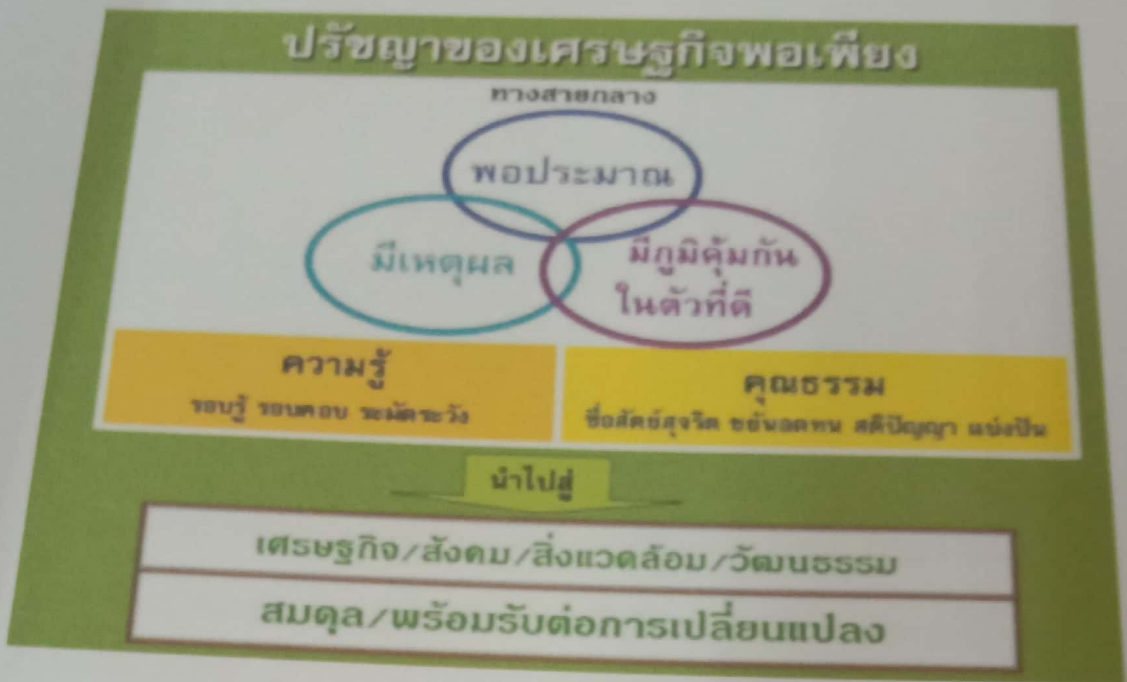 ปรัชญาของเศรษฐกิจพอเพียง
ทางสายกลาง
พอประมาณ
มีเหตุผล
มีภูมิคุ้มกัน
ในตัวที่ดี
ความรู้
รอบรู้ รอบคอบ ระมัดระวัง
คุณธรรม
ซื่อสัตย์สุจริต ขยันอดทน สติปัญญา แบ่งปัน
นำไปสู่
เศรษฐกิจ/สังคม/สิ่งแวดล้อม/วัฒนธรรม
สมดุล/พร้อมรับต่อการเปลี่ยนแปลง